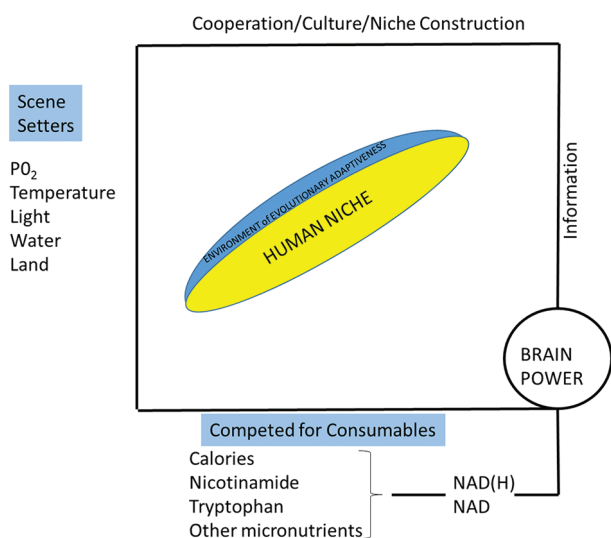 Cooperation/Culture/Niche Construction
Scene
Setters
P0₂
Temperature
Light
Water
Land
ENVIRONMENT of EVOLUTIONARY ADAPTIVENESS
HUMAN NICHE
Information
BRAIN
POWER
Competed for Consumables
Calories
Nicotinamide
Tryptophan
Other micronutrients
NAD(H)
NAD